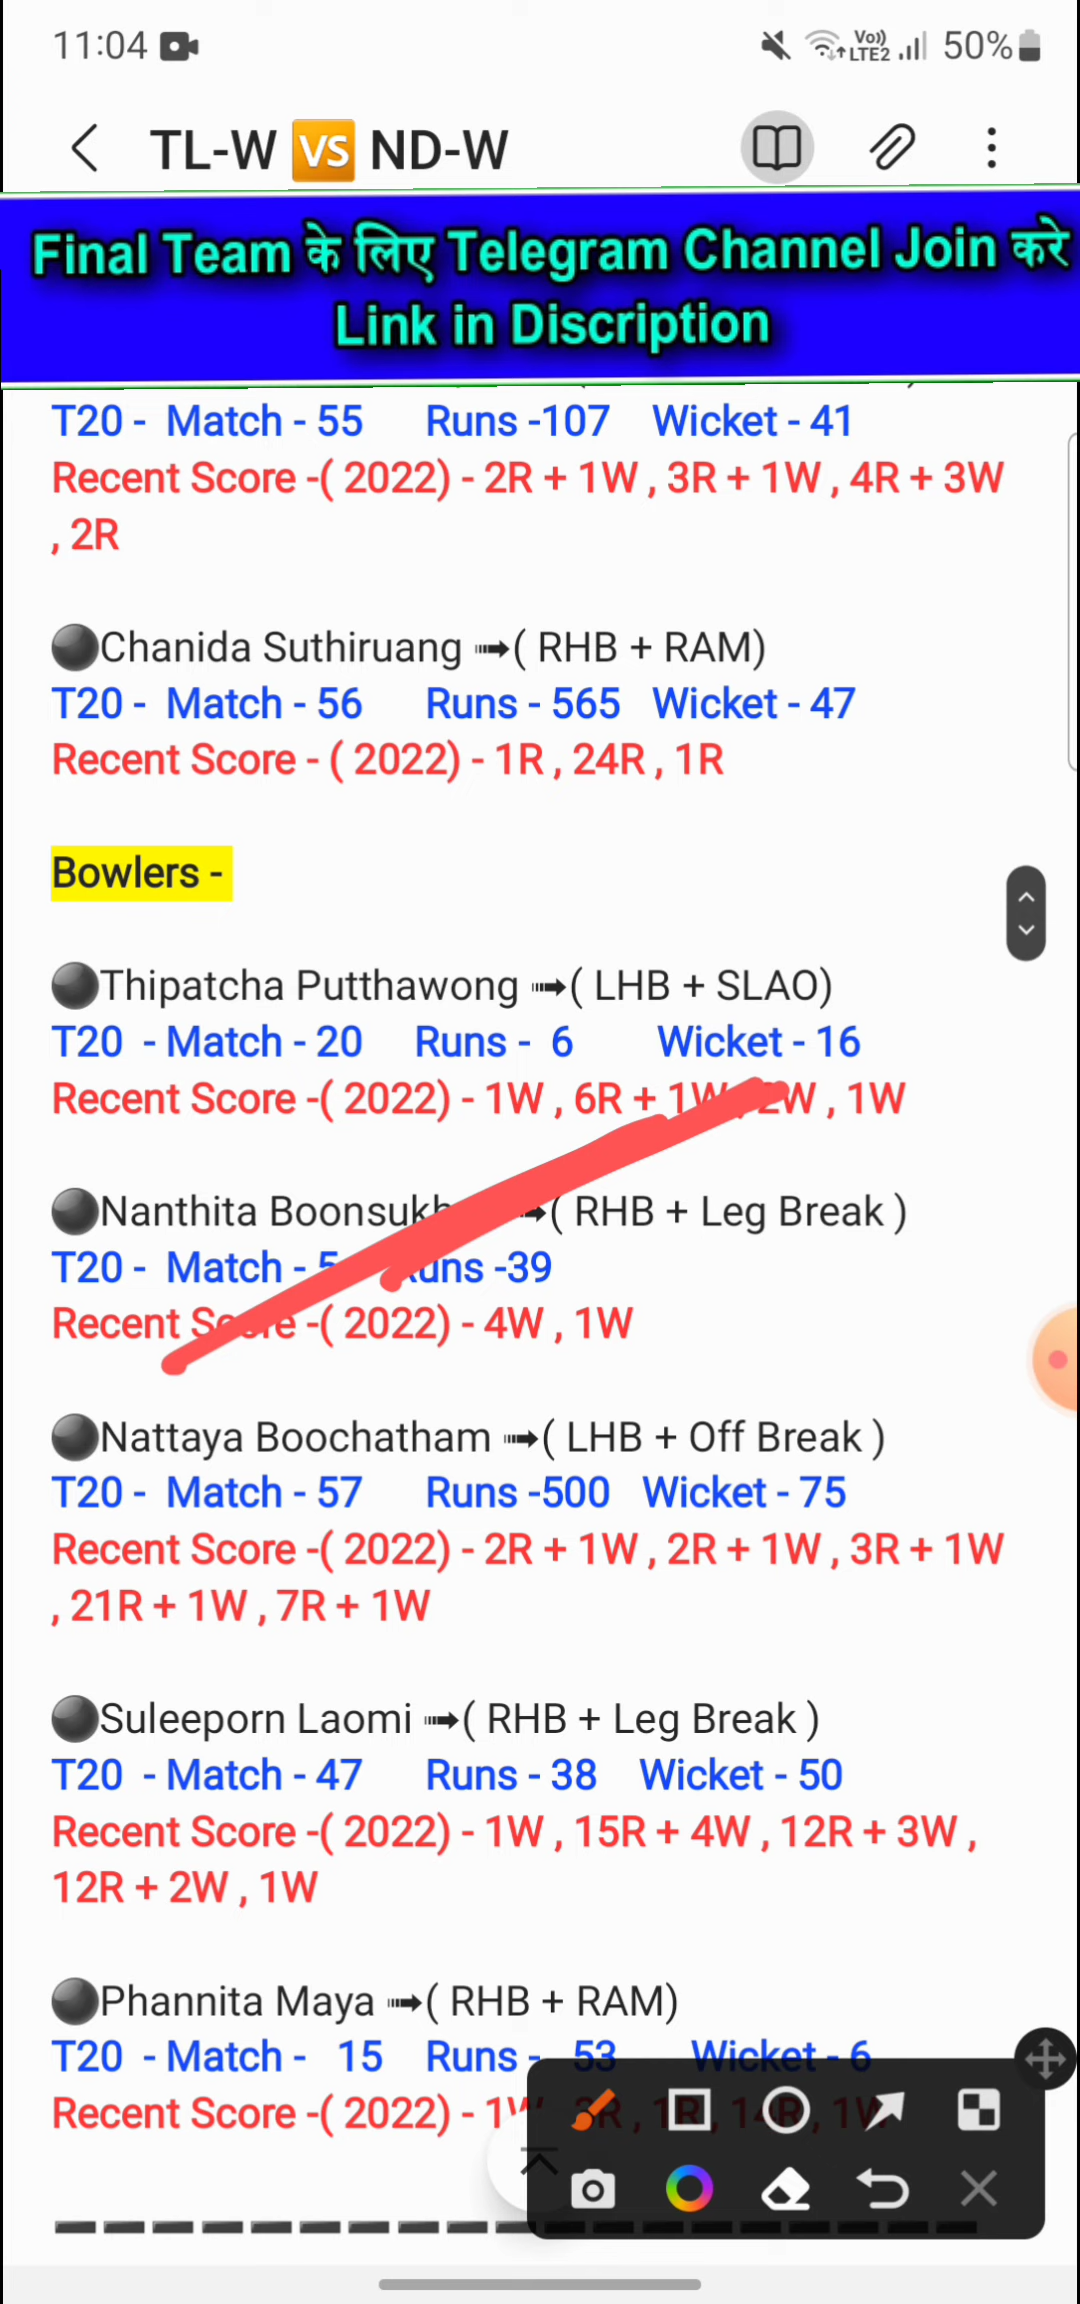 11:04 Vo)) LTE2 50%
TL-W VS ND-W
Final Team के लिए Telegram Channel Join करे
Link in Discription
T20 - Match - 55 Runs -107 Wicket - 41
Recent Score -( 2022) - 2R + 1W , 3R + 1W , 4R + 3W
, 2R
Chanida Suthiruang ➟( RHB + RAM)
T20 - Match - 56 Runs - 565 Wicket - 47
Recent Score - ( 2022) - 1R , 24R , 1R
Bowlers -
Thipatcha Putthawong ➟( LHB + SLAO)
T20 - Match - 20 Runs - 6 Wicket - 16
Recent Score -( 2022) - 1W , 6R + 1W , 2W , 1W
Nanthita ➟( RHB + Leg Break )
T20 - Match - Runs -39
Recent Score -( 2022) - 4W , 1W
Nattaya Boochatham ➟( LHB + Off Break )
T20 - Match - 57 Runs -500 Wicket - 75
Recent Score -( 2022) - 2R + 1W , 2R + 1W , 3R + 1W
, 21R + 1W , 7R + 1W
Suleeporn Laomi ➟( RHB + Leg Break )
T20 - Match - 47 Runs - 38 Wicket - 50
Recent Score -( 2022) - 1W , 15R + 4W , 12R + 3W ,
12R + 2W , 1W
Phannita Maya ➟( RHB + RAM)
T20 - Match - 15 Runs - 53 Wicket - 6
Recent Score -( 2022) - 1W , 3R , 1R , 14R , 1W